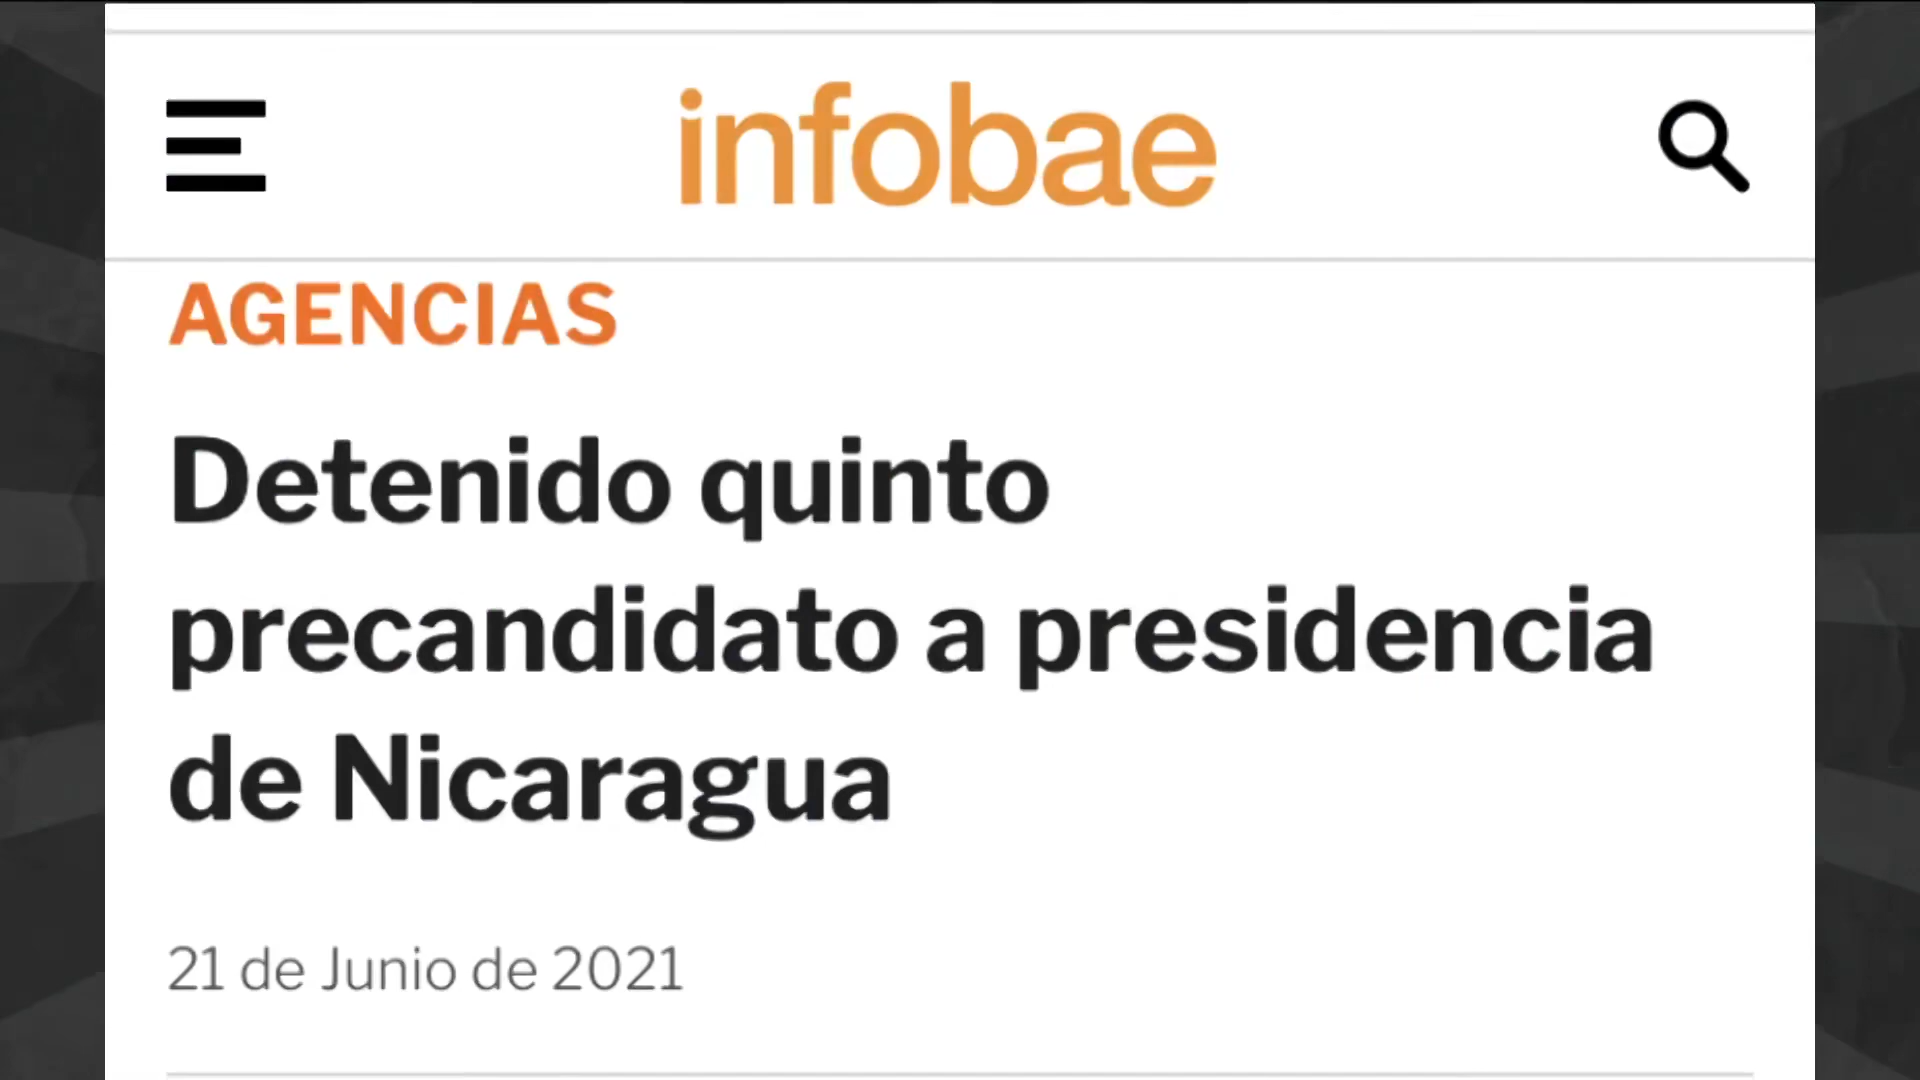 infobae
AGENCIAS
Detenido quinto
precandidato a presidencia
de Nicaragua
21 de Junio de 2021